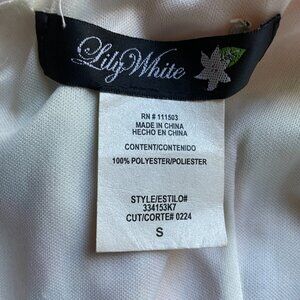 Lily White
RN # 111503
MADE IN CHINA
HECHO EN CHINA
CONTENT/CONTENIDO
100% POLYESTER/POLIESTER
STYLE/ESTILO#
334153K7
CUT/CORTE# 0224
S